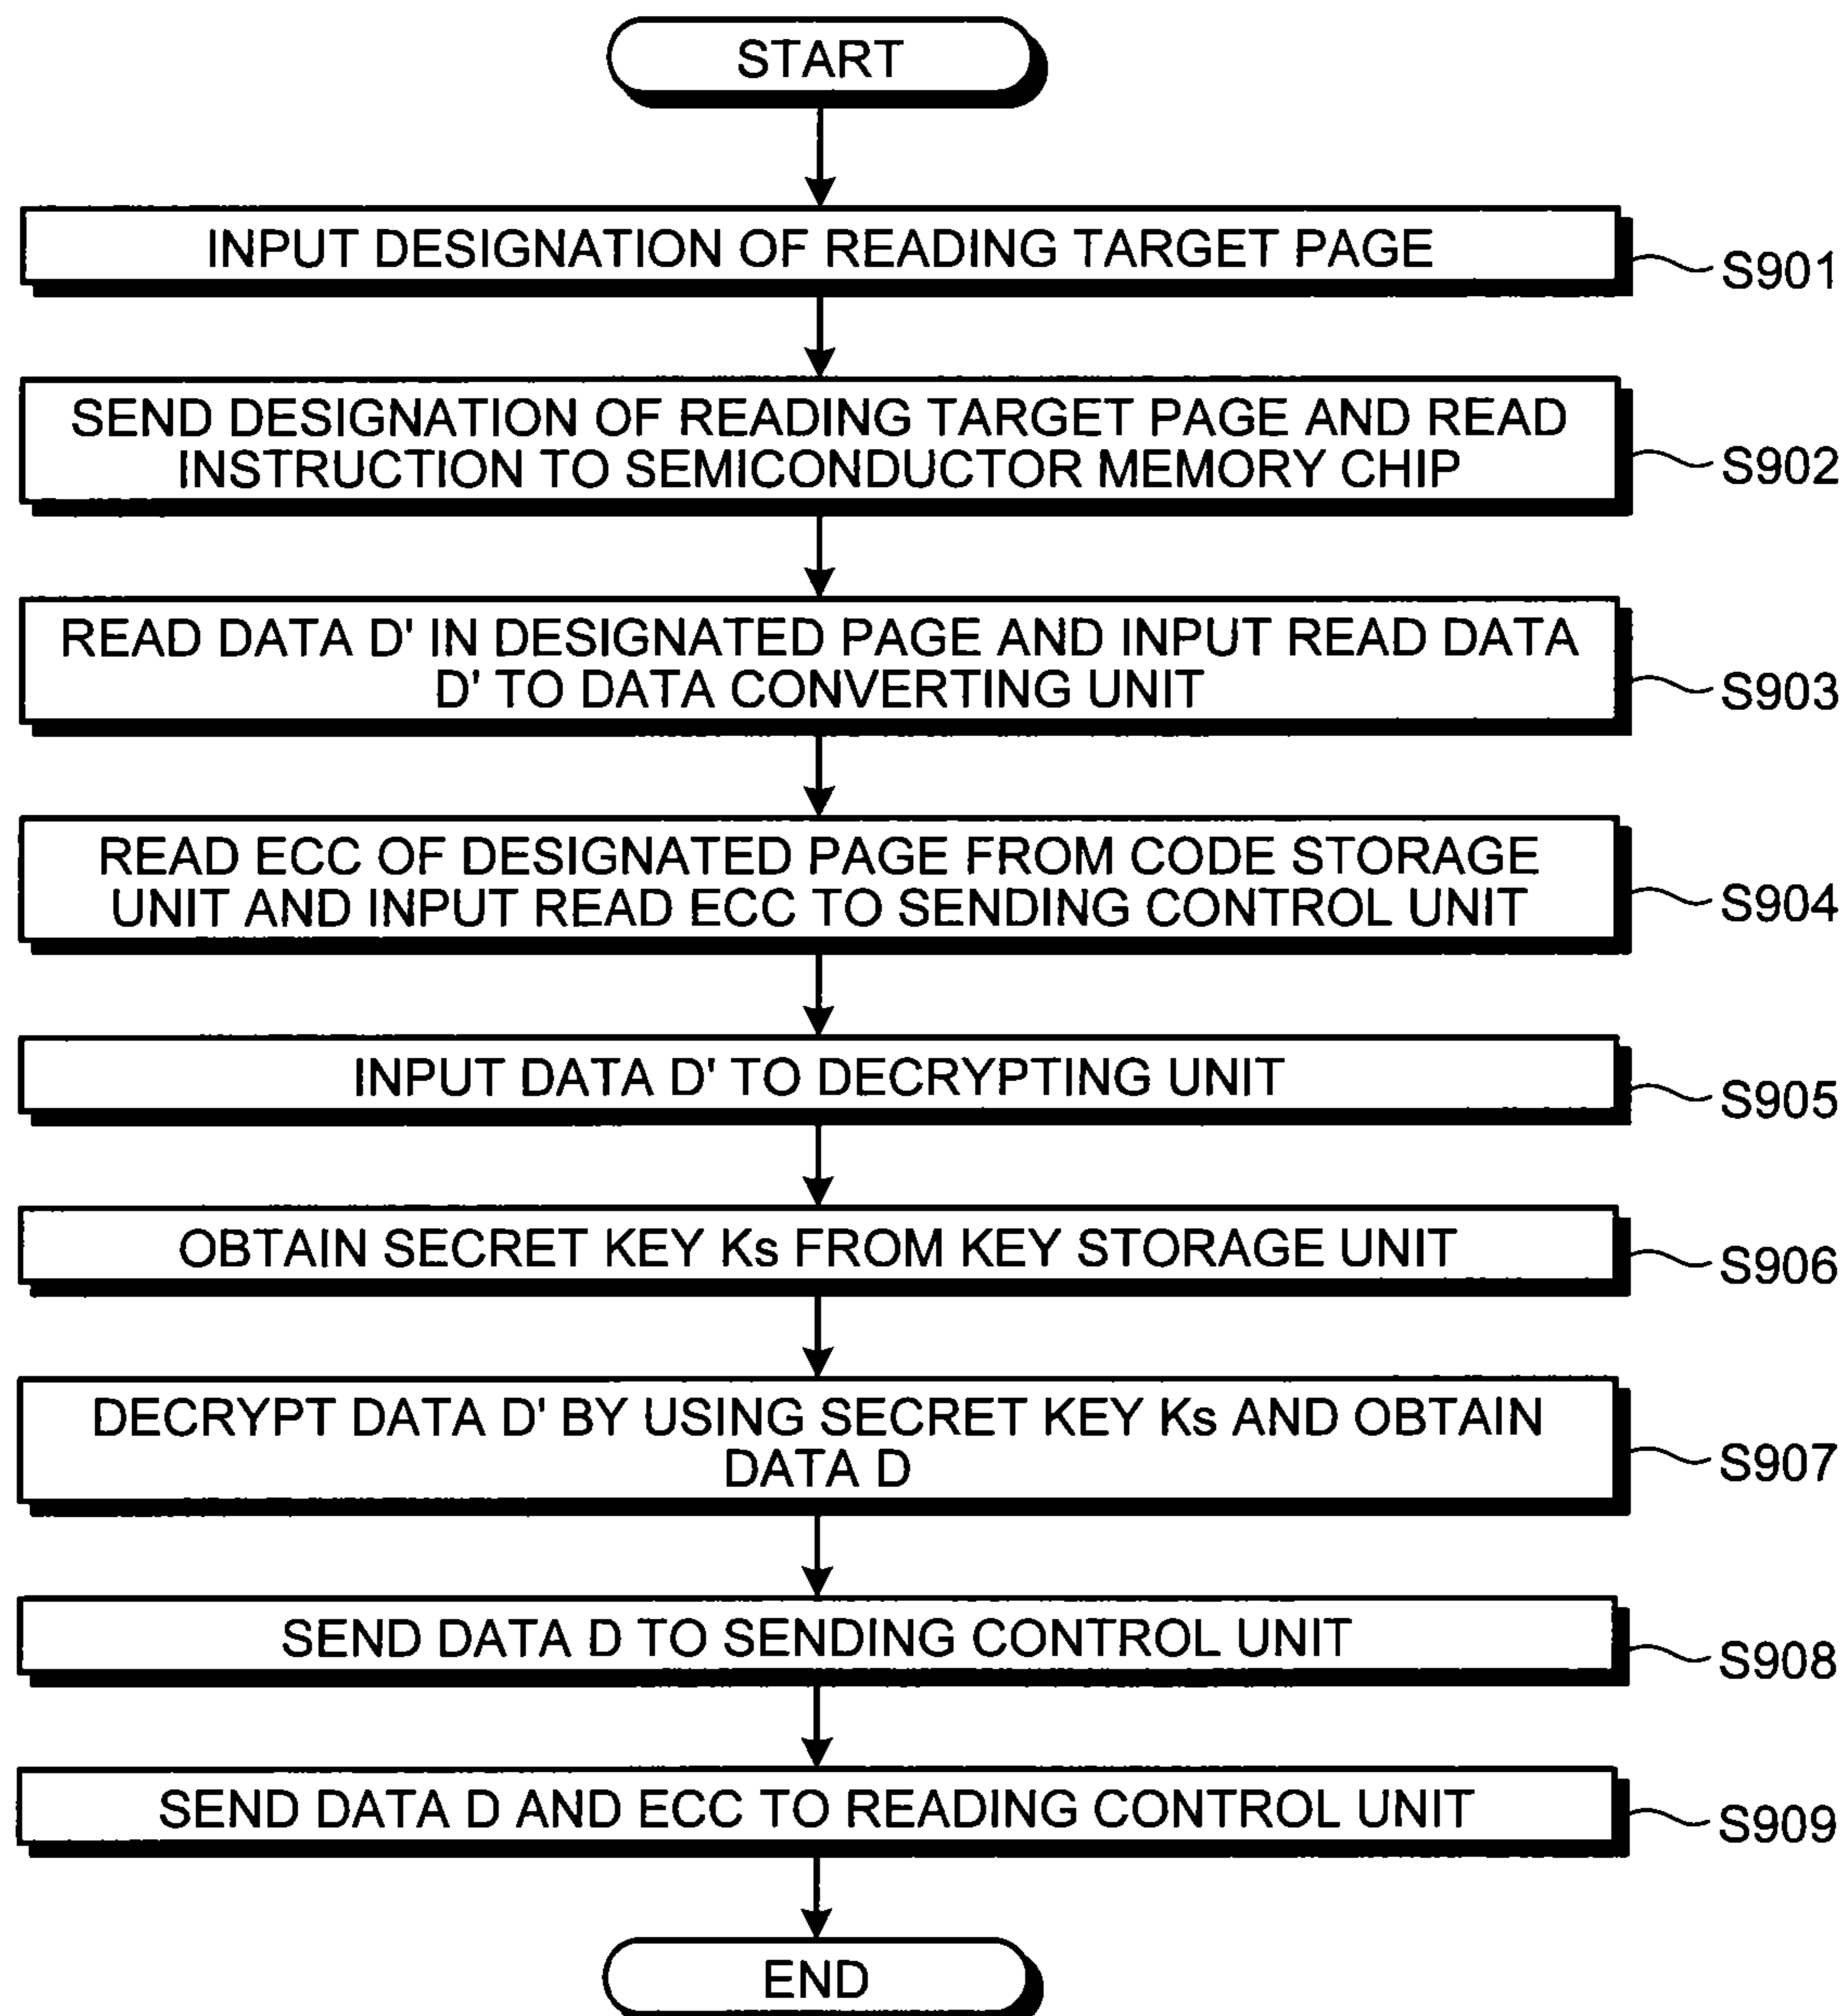 START
INPUT DESIGNATION OF READING TARGET PAGE
S901
SEND DESIGNATION OF READING TARGET PAGE AND READ
INSTRUCTION TO SEMICONDUCTOR MEMORY CHIP
S902
READ DATA D' IN DESIGNATED PAGE AND INPUT READ DATA
D' TO DATA CONVERTING UNIT
S903
READ ECC OF DESIGNATED PAGE FROM CODE STORAGE
UNIT AND INPUT READ ECC TO SENDING CONTROL UNIT
S904
INPUT DATA D' TO DECRYPTING UNIT
S905
OBTAIN SECRET KEY Ks FROM KEY STORAGE UNIT
S906
DECRYPT DATA D' BY USING SECRET KEY Ks AND OBTAIN
DATA D
S907
SEND DATA D TO SENDING CONTROL UNIT
S908
SEND DATA D AND ECC TO READING CONTROL UNIT
S909
END